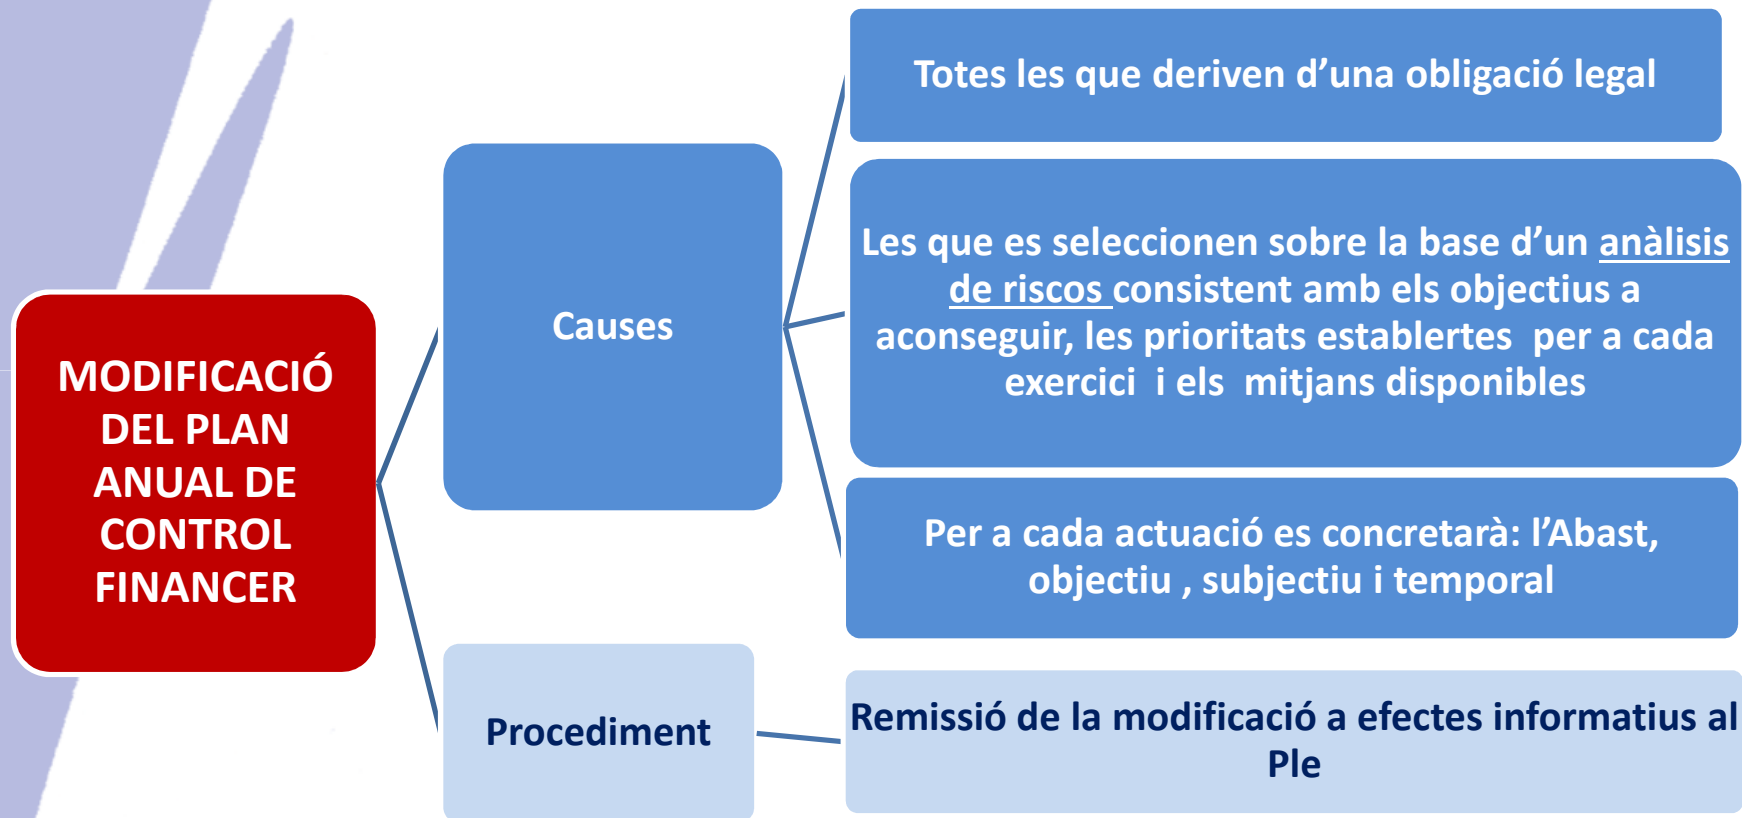 MODIFICACIÓ
DEL PLAN
ANUAL DE
CONTROL
FINANCER
Causes
Totes les que deriven d’una obligació legal
Les que es seleccionen sobre la base d’un anàlisis
de riscos consistent amb els objectius a
aconseguir, les prioritats establertes per a cada
exercici i els mitjans disponibles
Per a cada actuació es concretarà: l’Abast,
objectiu , subjectiu i temporal
Procediment
Remissió de la modificació a efectes informatius al
Ple